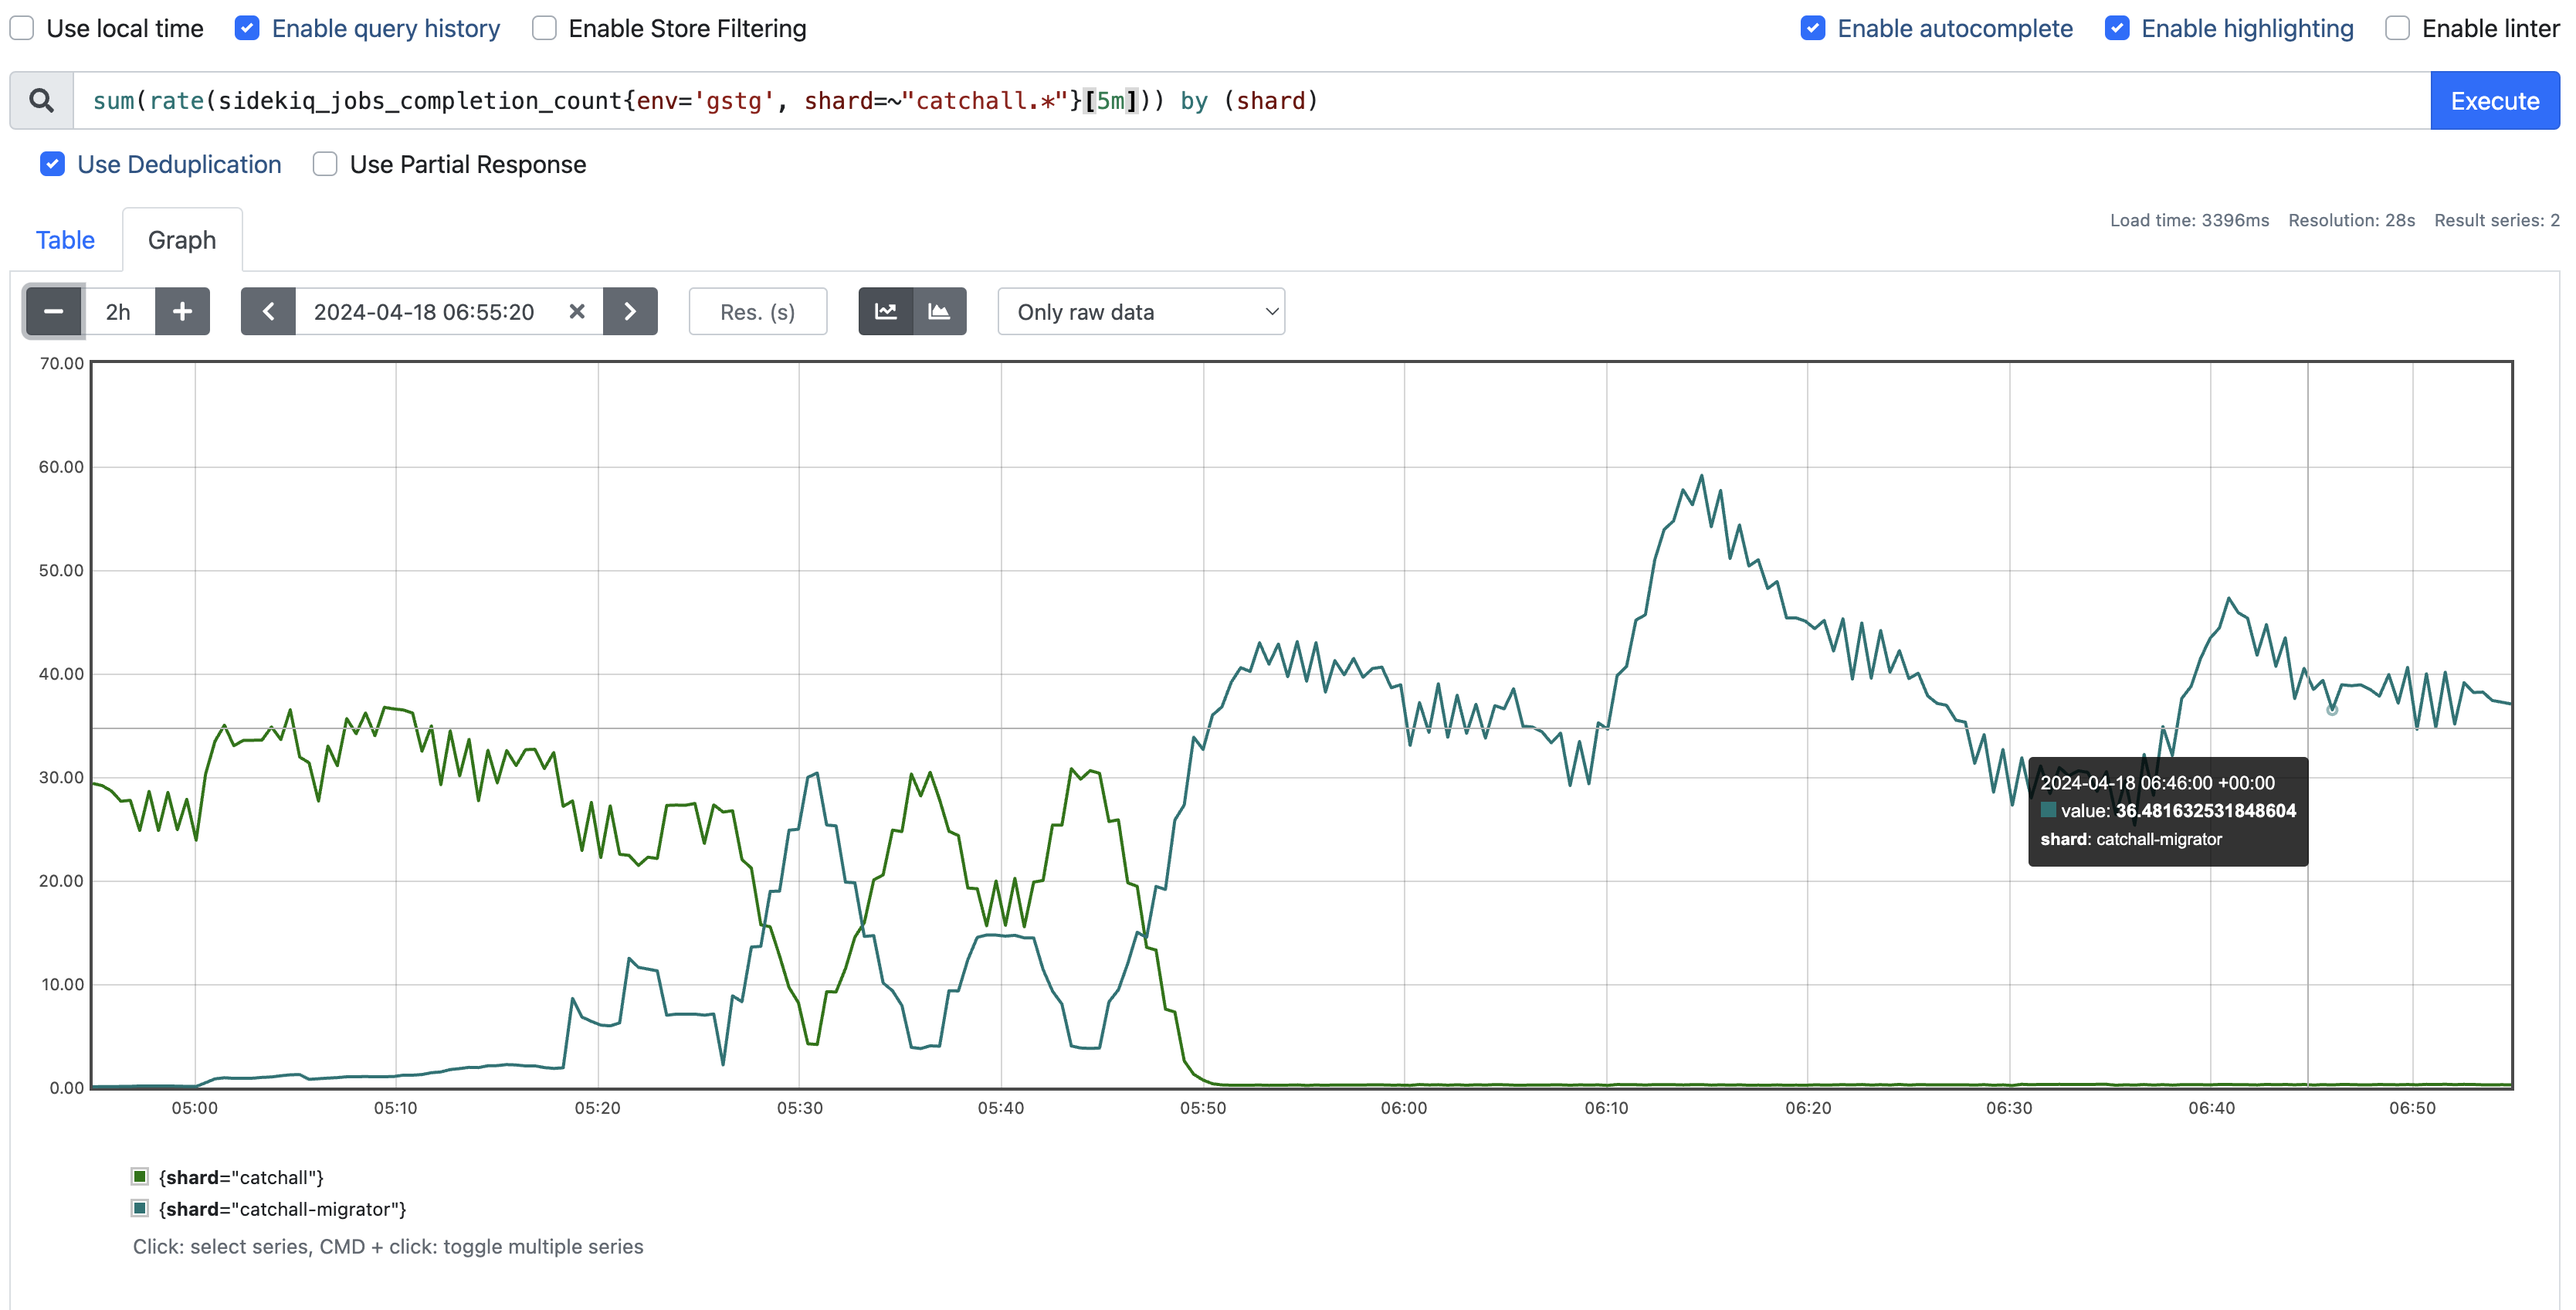 Use local time Enable query history Enable Store Filtering Enable autocomplete Enable highlighting Enable linter
sum(rate(sidekiq_jobs_completion_count{env='gstg', shard=~"catchall.*"}[5m])) by (shard) Execute
Use Deduplication Use Partial Response
Table Graph Load time: 3396ms Resolution: 28s Result series: 2
2h 2024-04-18 06:55:20 Res. (s) Only raw data
70.00
60.00
50.00
40.00
30.00
20.00
10.00
0.00
2024-04-18 06:46:00 +00:00
value: 36.481632531848604
shard: catchall-migrator
05:00 05:10 05:20 05:30 05:40 05:50 06:00 06:10 06:20 06:30 06:40 06:50
{shard="catchall"}
{shard="catchall-migrator"}
Click: select series, CMD + click: toggle multiple series